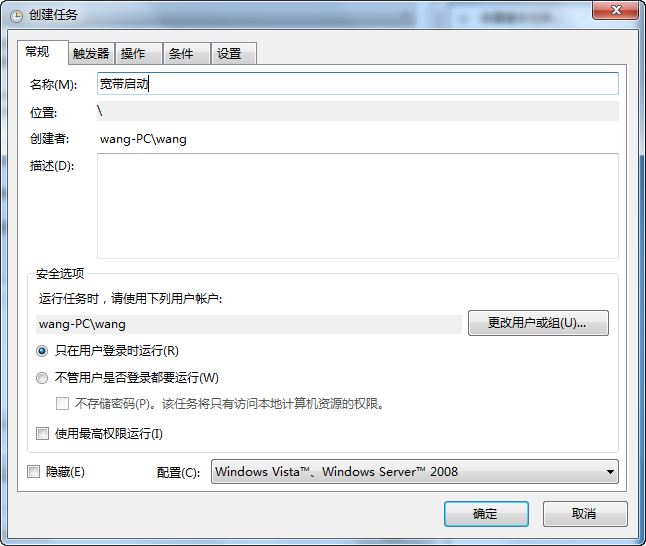 创建任务
常规 触发器 操作 条件 设置
名称(M): 宽带启动
位置: \
创建者: wang-PC\wang
描述(D):
安全选项
运行任务时，请使用下列用户帐户:
wang-PC\wang 更改用户或组(U)...
只在用户登录时运行(R)
不管用户是否登录都要运行(W)
不存储密码(P)。该任务将只有访问本地计算机资源的权限。
使用最高权限运行(I)
隐藏(E) 配置(C): Windows Vista™、Windows Server™ 2008
确定 取消